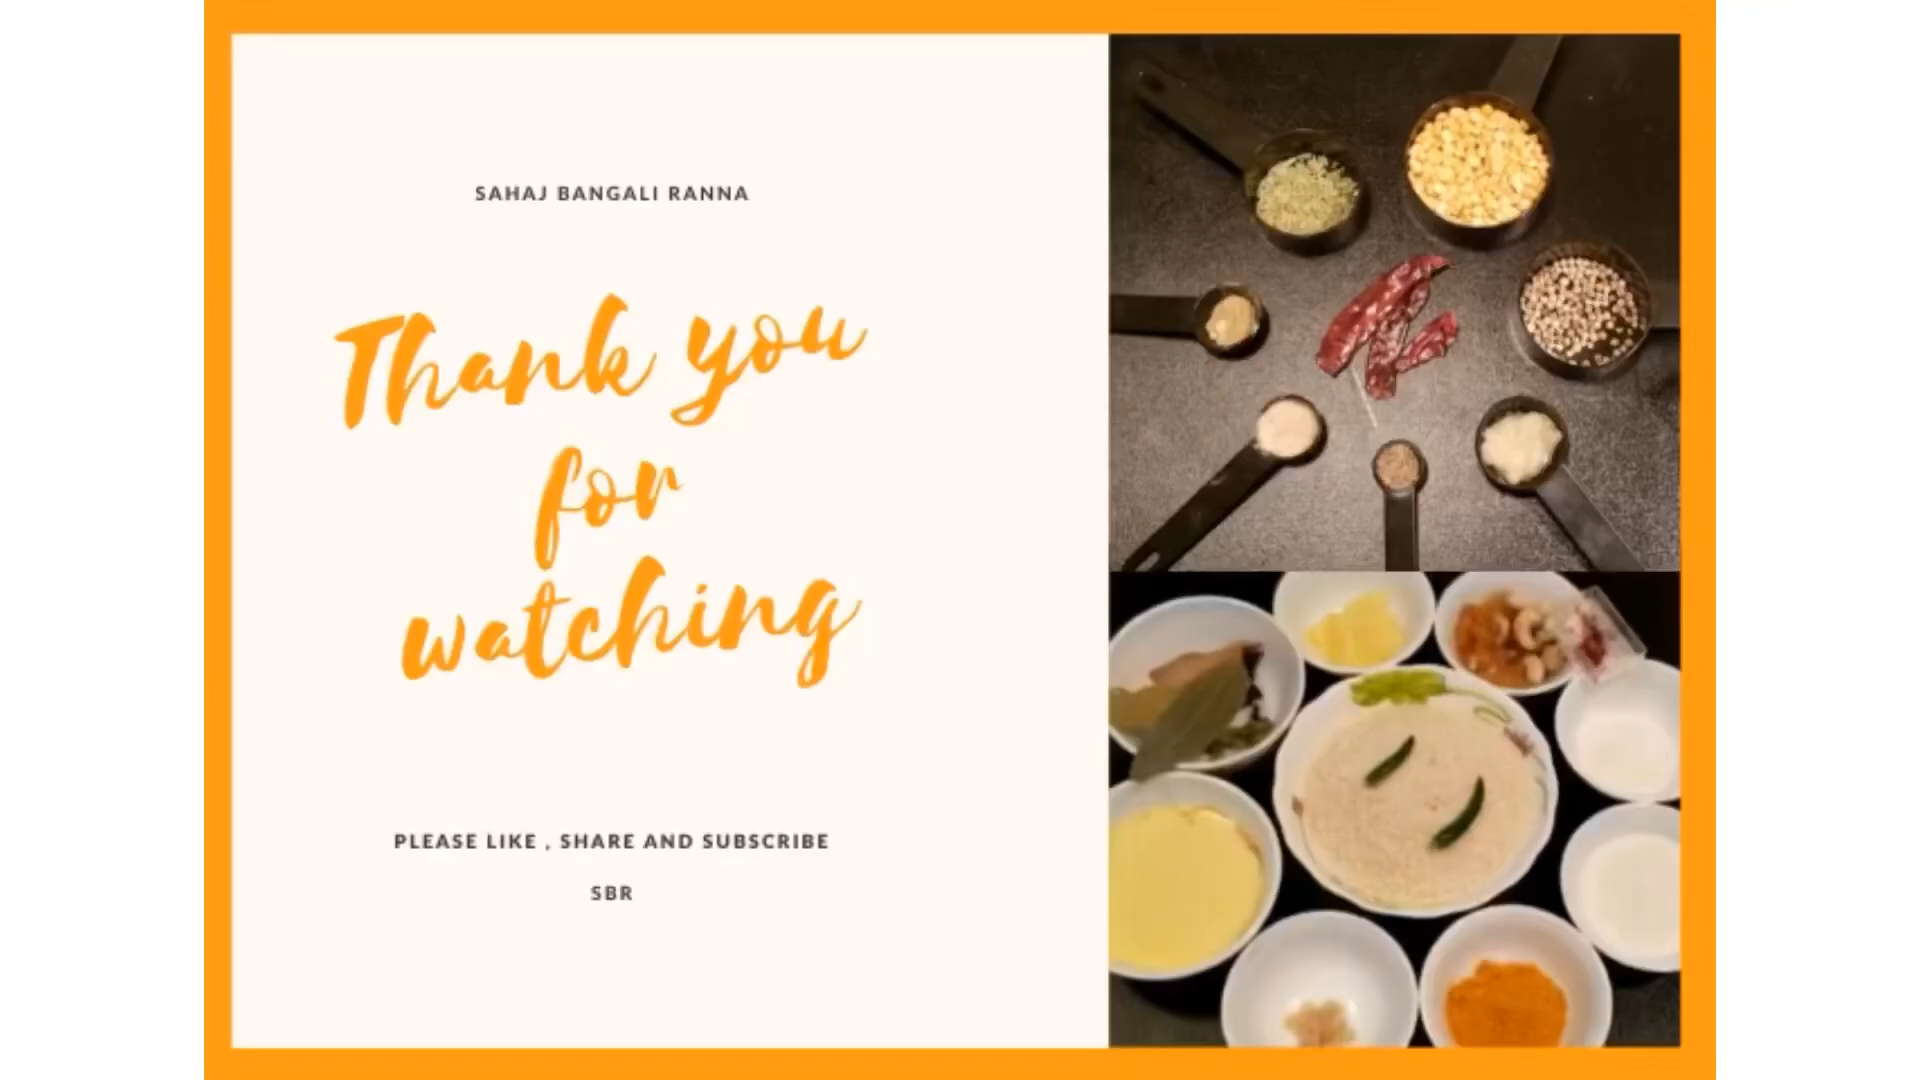 SAHAJ BANGALI RANNA
Thank you
for
watching
PLEASE LIKE , SHARE AND SUBSCRIBE
SBR